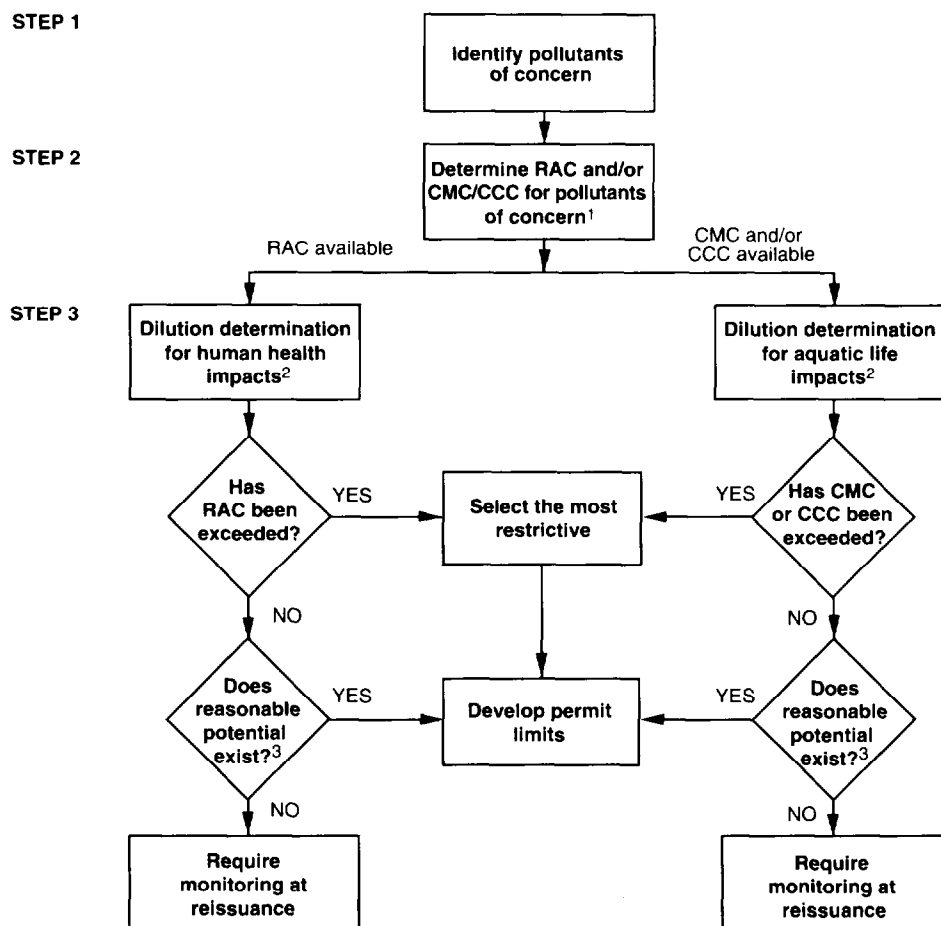 STEP 1
Identify pollutants
of concern
STEP 2
Determine RAC and/or
CMC/CCC for pollutants
of concern1
RAC available
CMC and/or
CCC available
STEP 3
Dilution determination
for human health
impacts2
Dilution determination
for aquatic life
impacts2
Has
RAC been
exceeded?
YES
Select the most
restrictive
YES
Has CMC
or CCC been
exceeded?
NO
NO
Does
reasonable
potential
exist?3
YES
Develop permit
limits
YES
Does
reasonable
potential
exist?3
NO
NO
Require
monitoring at
reissuance
Require
monitoring at
reissuance